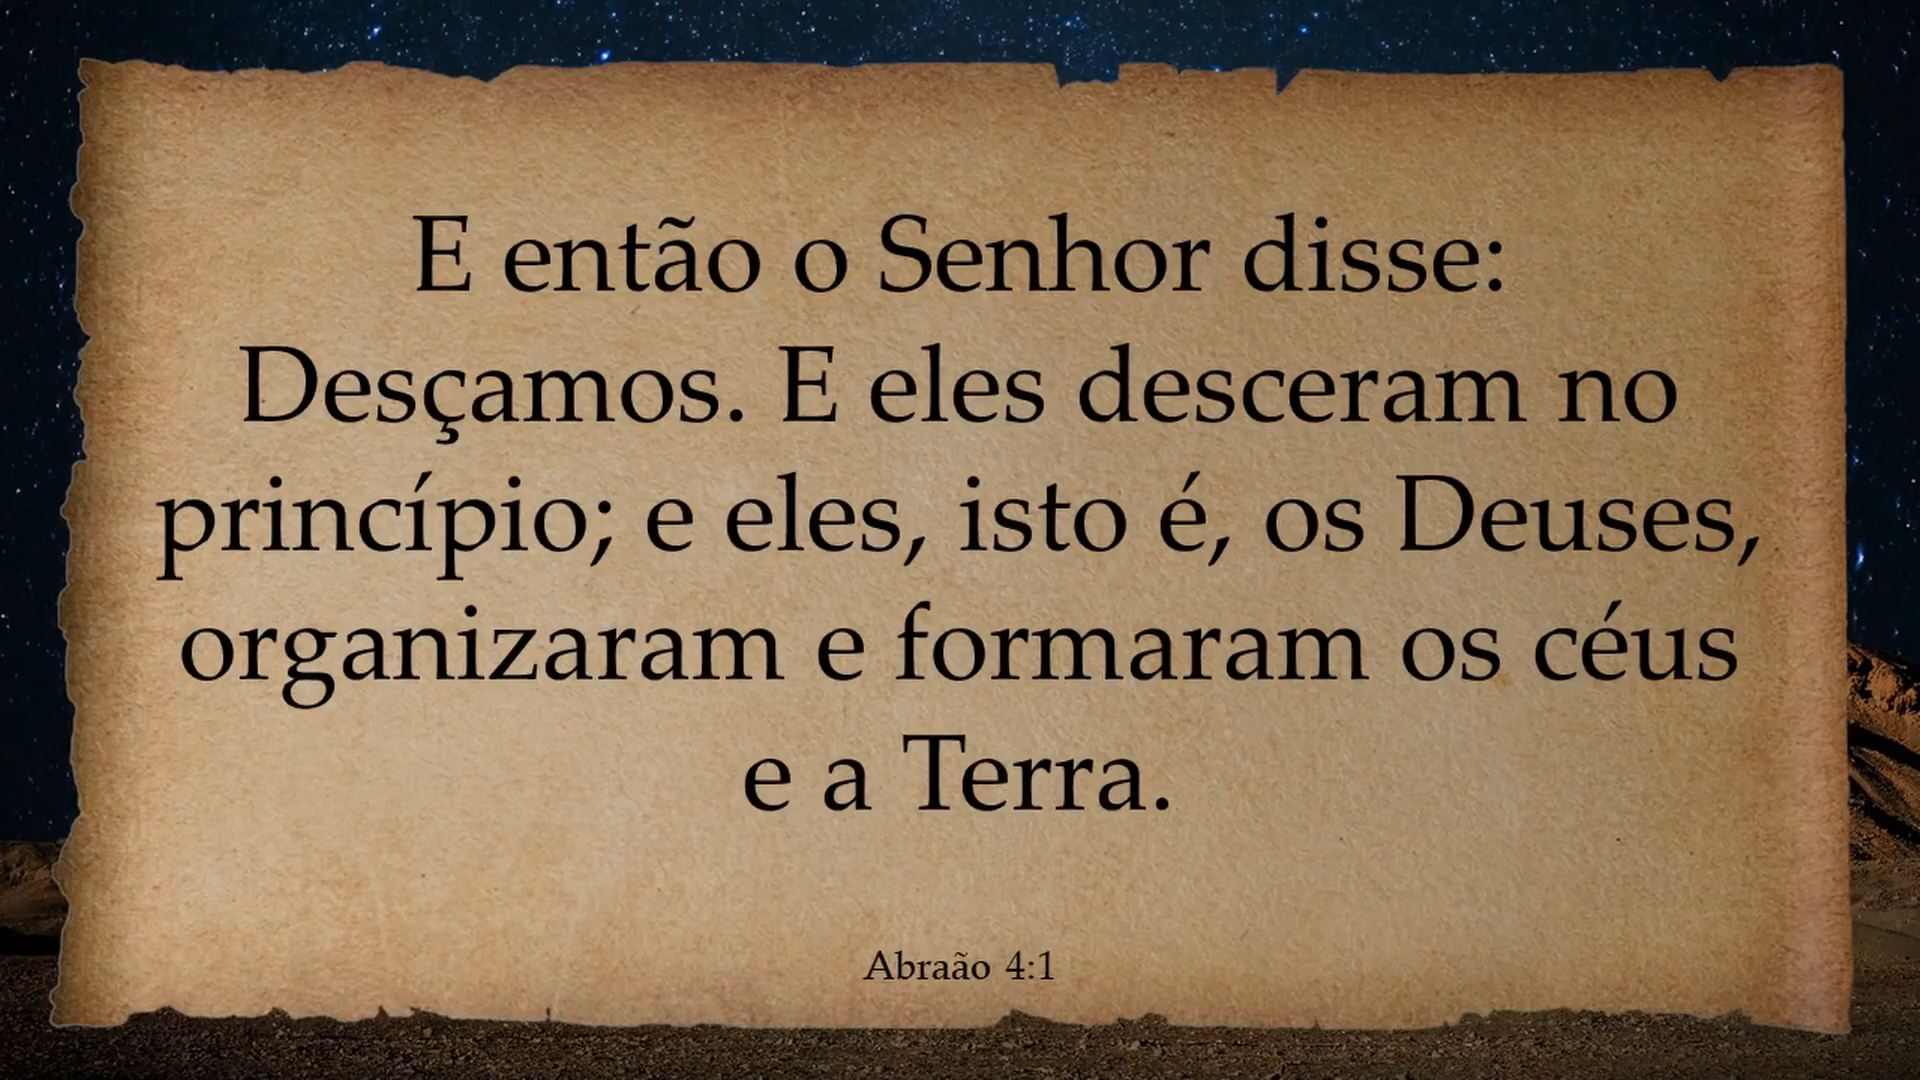 E então o Senhor disse:
Desçamos. E eles desceram no
princípio; e eles, isto é, os Deuses,
organizaram e formaram os céus
e a Terra.
Abraão 4:1